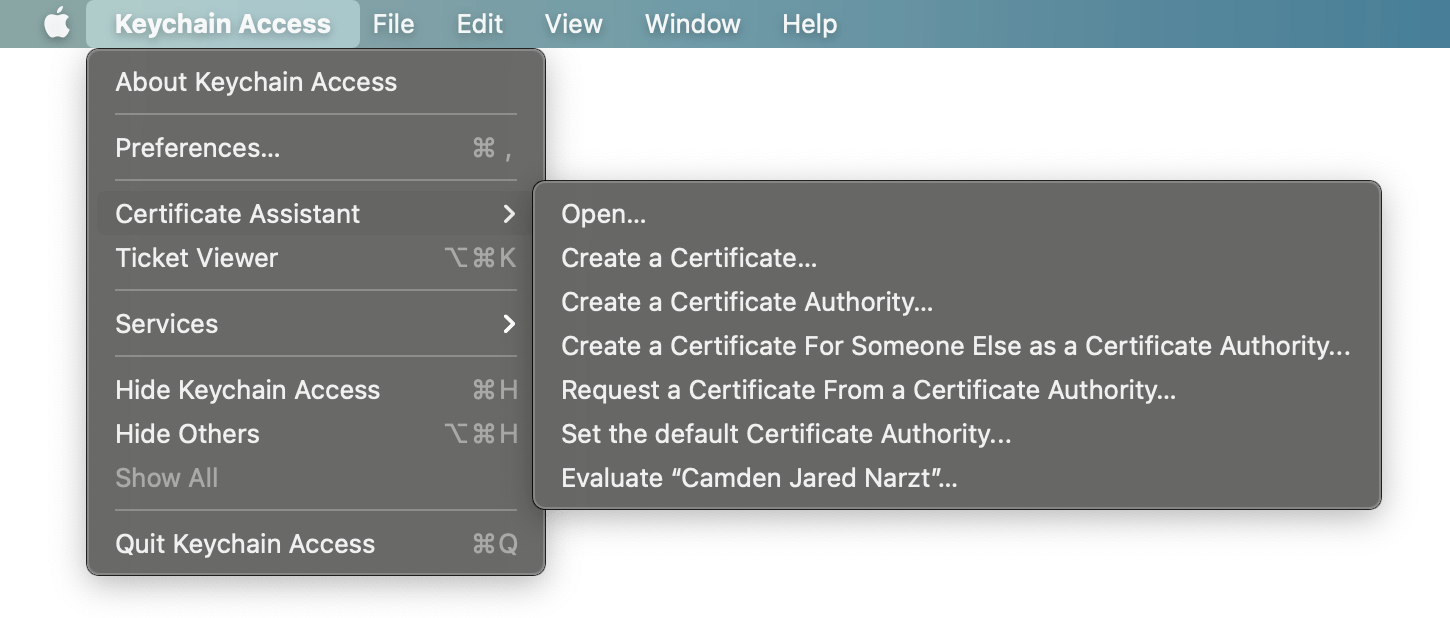 Keychain Access File Edit View Window Help
About Keychain Access
Preferences... ⌘ ,
Certificate Assistant
Ticket Viewer ⌥⌘K
Services
Hide Keychain Access ⌘H
Hide Others ⌥⌘H
Show All
Quit Keychain Access ⌘Q
Open...
Create a Certificate...
Create a Certificate Authority...
Create a Certificate For Someone Else as a Certificate Authority...
Request a Certificate From a Certificate Authority...
Set the default Certificate Authority...
Evaluate “Camden Jared Narzt”...